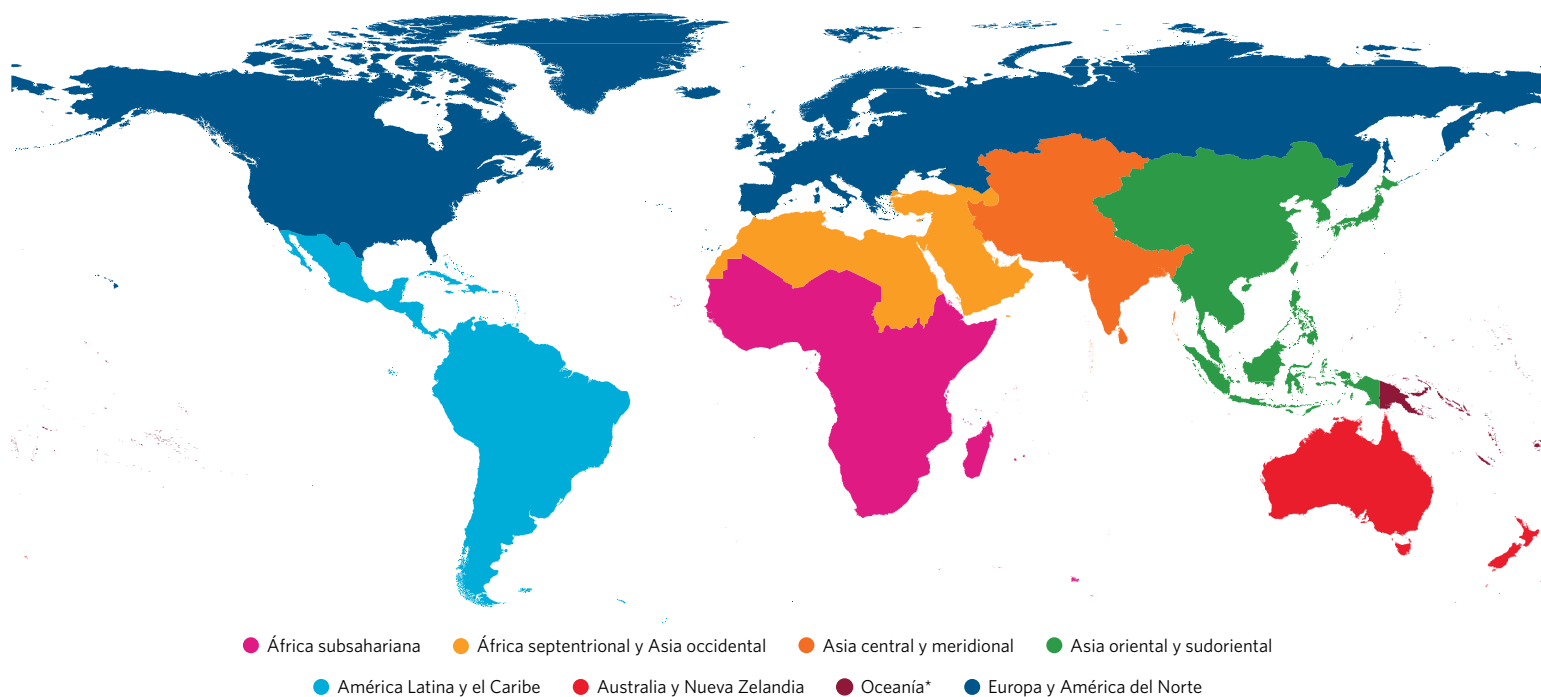 África subsahariana África septentrional y Asia occidental Asia central y meridional Asia oriental y sudoriental
América Latina y el Caribe Australia y Nueva Zelandia Oceanía* Europa y América del Norte